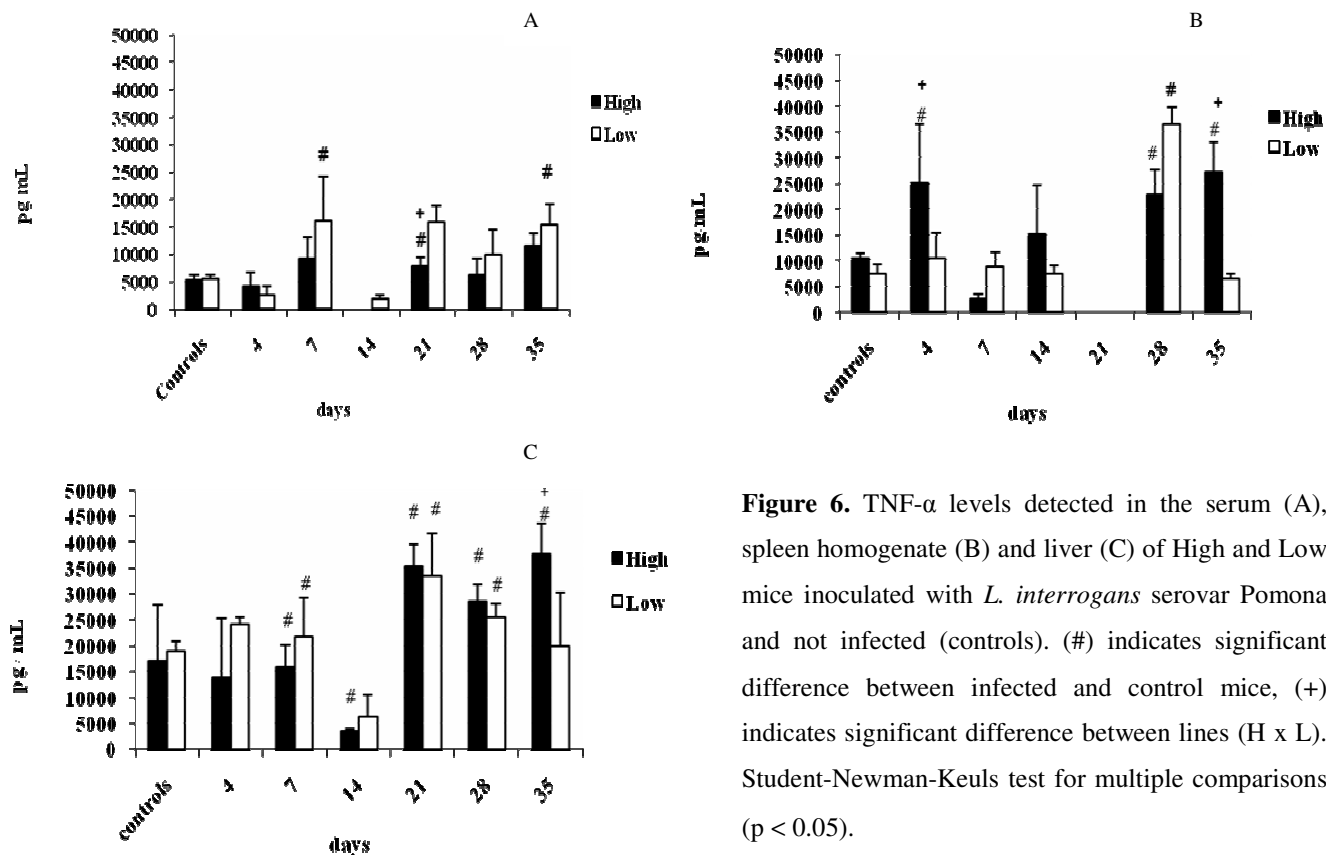 A
50000
45000
40000
35000
30000
25000
20000
15000
10000
5000
0
pg mL
# + # #
High
Low
Controls 4 7 14 21 28 35
days
B
50000
45000
40000
35000
30000
25000
20000
15000
10000
5000
0
pg mL
+ # # # + #
High
Low
controls 4 7 14 21 28 35
days
C
50000
45000
40000
35000
30000
25000
20000
15000
10000
5000
0
pg / mL
# # # # # # # + #
High
Low
controls 4 7 14 21 28 35
days
Figure 6. TNF-α levels detected in the serum (A),
spleen homogenate (B) and liver (C) of High and Low
mice inoculated with L. interrogans serovar Pomona
and not infected (controls). (#) indicates significant
difference between infected and control mice, (+)
indicates significant difference between lines (H x L).
Student-Newman-Keuls test for multiple comparisons
(p < 0.05).